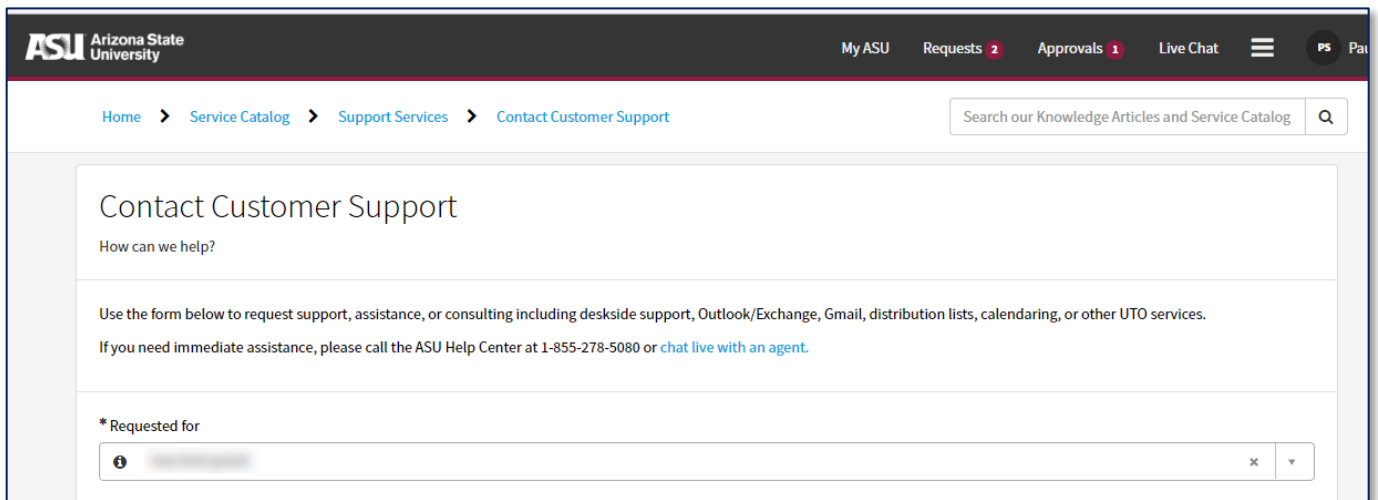 ASU Arizona State University
My ASU Requests 2 Approvals 1 Live Chat PS Pau
Home Service Catalog Support Services Contact Customer Support
Search our Knowledge Articles and Service Catalog
Contact Customer Support
How can we help?
Use the form below to request support, assistance, or consulting including deskside support, Outlook/Exchange, Gmail, distribution lists, calendaring, or other UTO services.
If you need immediate assistance, please call the ASU Help Center at 1-855-278-5080 or chat live with an agent.
* Requested for